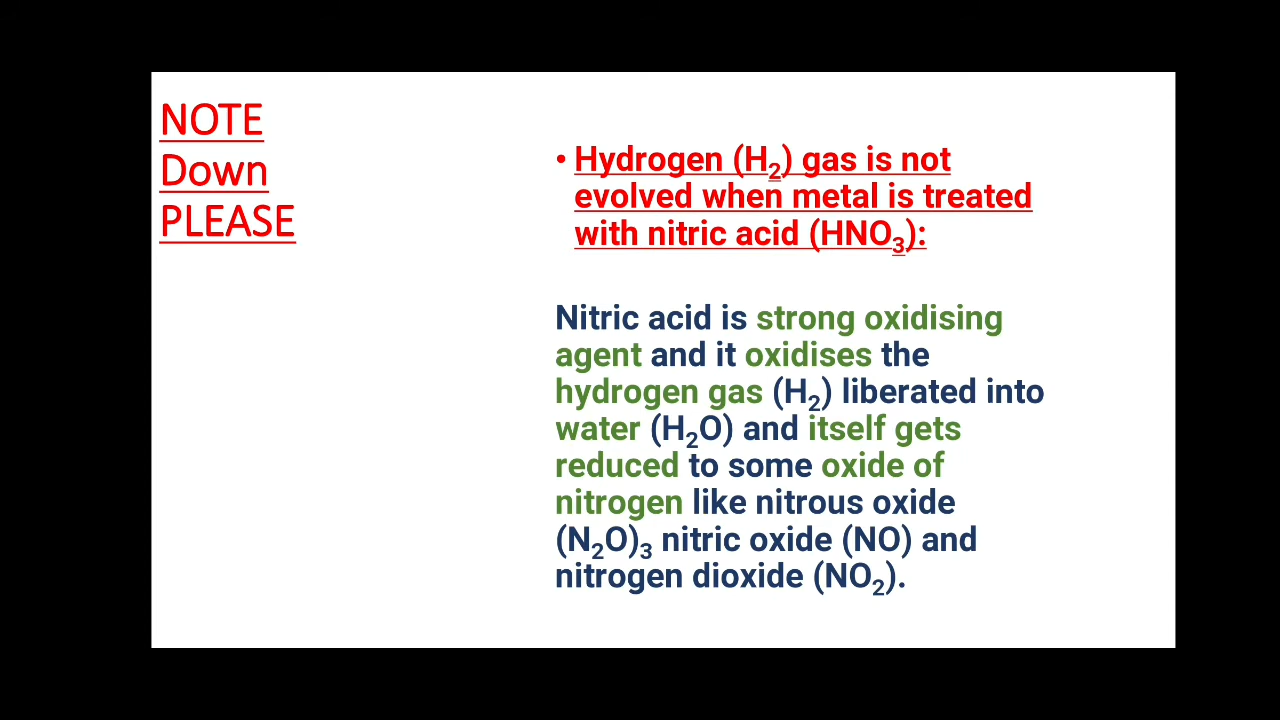 NOTE
Down
PLEASE
• Hydrogen (H₂) gas is not
evolved when metal is treated
with nitric acid (HNO₃):
Nitric acid is strong oxidising
agent and it oxidises the
hydrogen gas (H₂) liberated into
water (H₂O) and itself gets
reduced to some oxide of
nitrogen like nitrous oxide
(N₂O)₃ nitric oxide (NO) and
nitrogen dioxide (NO₂).